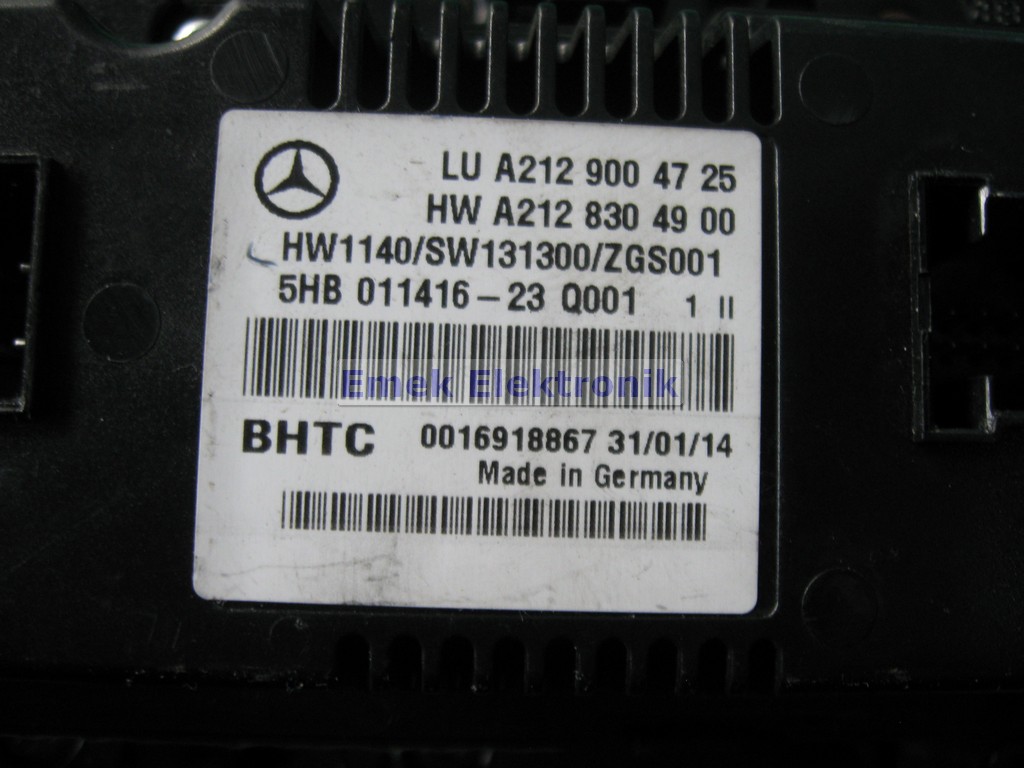 LU A212 900 47 25
HW A212 830 49 00
HW1140/SW131300/ZGS001
5HB 011416-23 Q001 1 II
Emek Elektronik
BHTC 0016918867 31/01/14
Made in Germany